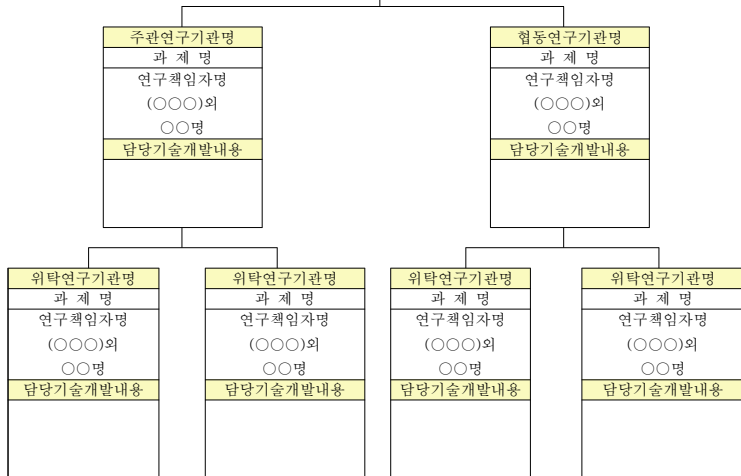 주관연구기관명
과 제 명
연구책임자명
(○○○)외
○○명
담당기술개발내용
협동연구기관명
과 제 명
연구책임자명
(○○○)외
○○명
담당기술개발내용
위탁연구기관명
과 제 명
연구책임자명
(○○○)외
○○명
담당기술개발내용
위탁연구기관명
과 제 명
연구책임자명
(○○○)외
○○명
담당기술개발내용
위탁연구기관명
과 제 명
연구책임자명
(○○○)외
○○명
담당기술개발내용
위탁연구기관명
과 제 명
연구책임자명
(○○○)외
○○명
담당기술개발내용